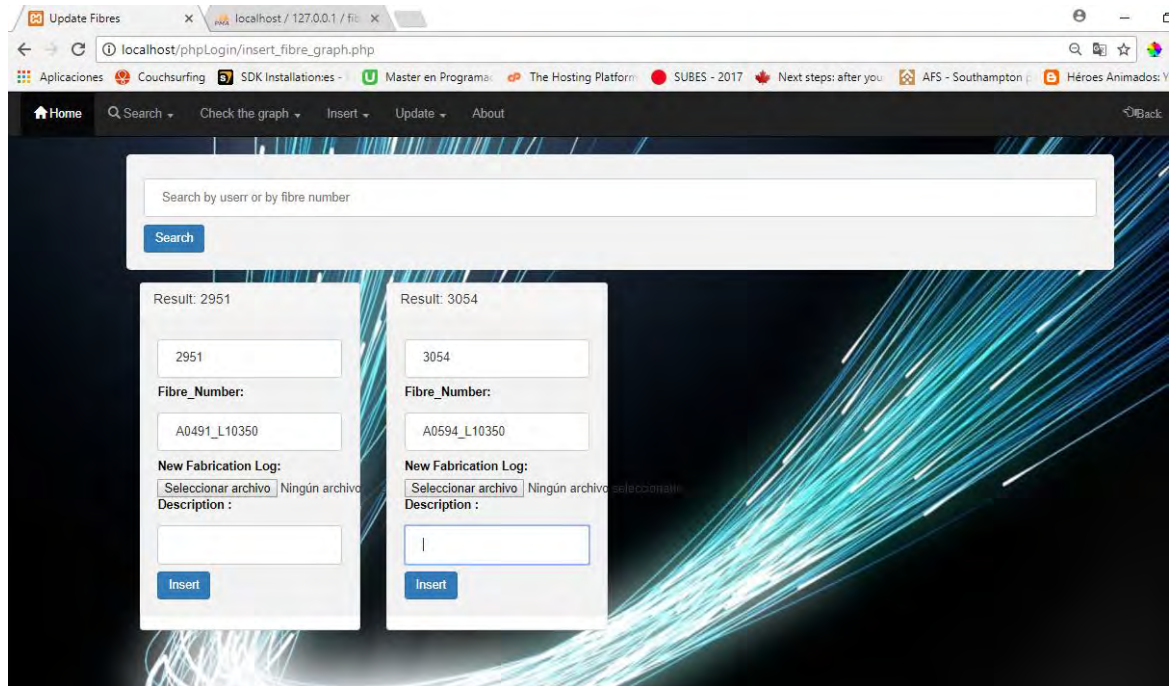 Update Fibres
localhost / 127.0.0.1 / fib
localhost/phpLogin/insert_fibre_graph.php
Aplicaciones Couchsurfing SDK Installation:es - Master en Programa The Hosting Platform SUBES - 2017 Next steps: after you AFS - Southampton Héroes Animados: Y
Home Search Check the graph Insert Update About Back
Search by userr or by fibre number
Search
Result: 2951
2951
Fibre_Number:
A0491_L10350
New Fabrication Log:
Seleccionar archivo Ningún archivo
Description :
Insert
Result: 3054
3054
Fibre_Number:
A0594_L10350
New Fabrication Log:
Seleccionar archivo Ningún archivo seleccionado
Description :
Insert